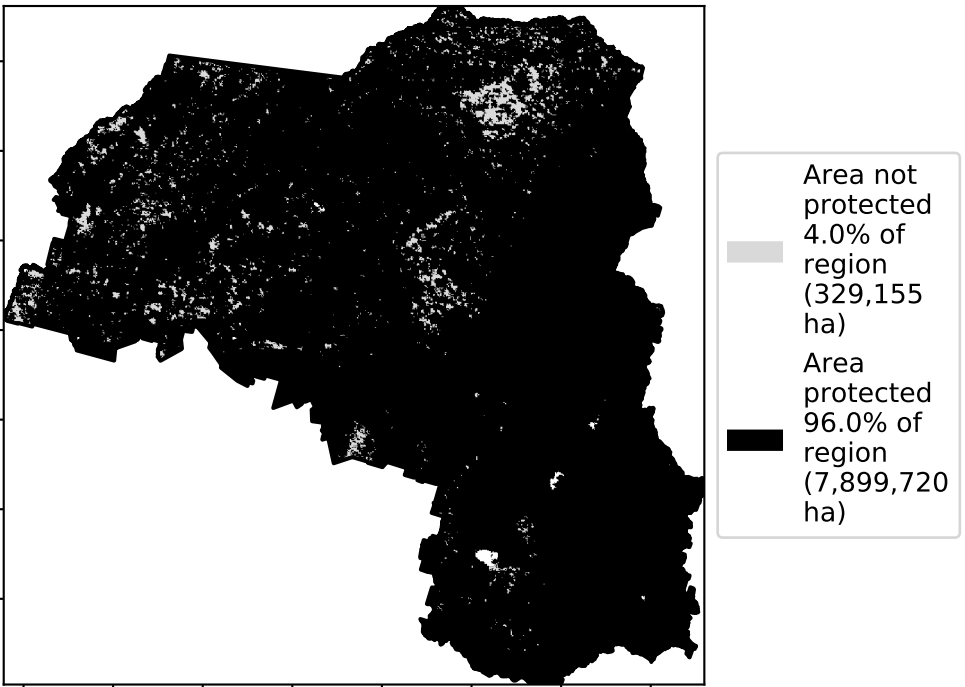 Area not
protected
4.0% of
region
(329,155
ha)
Area
protected
96.0% of
region
(7,899,720
ha)